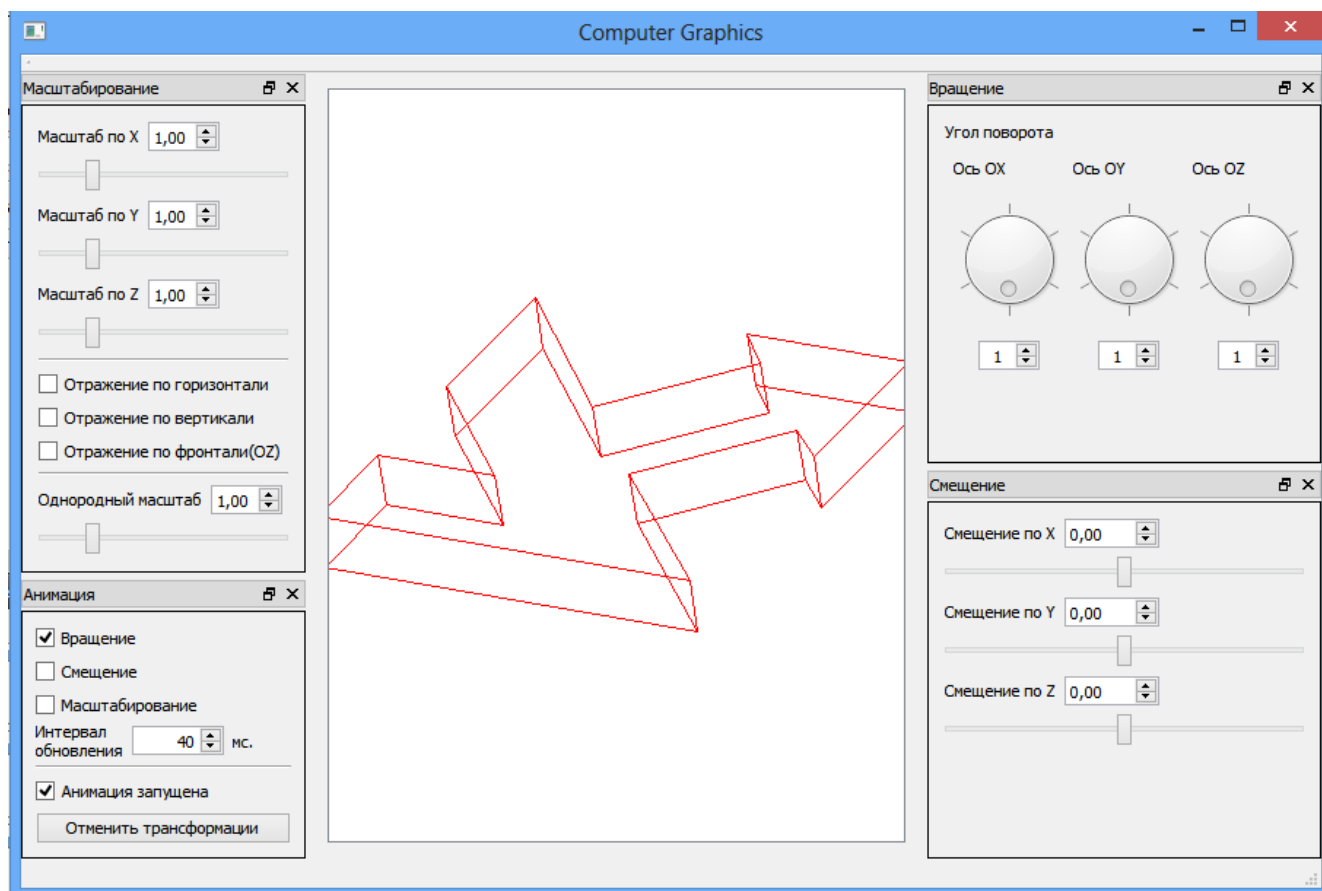 Computer Graphics
Масштабирование
Масштаб по X 1,00
Масштаб по Y 1,00
Масштаб по Z 1,00
Отражение по горизонтали
Отражение по вертикали
Отражение по фронтали(OZ)
Однородный масштаб 1,00
Анимация
Вращение
Смещение
Масштабирование
Интервал
обновления 40 мс.
Анимация запущена
Отменить трансформации
Вращение
Угол поворота
Ось OX Ось OY Ось OZ
1 1 1
Смещение
Смещение по X 0,00
Смещение по Y 0,00
Смещение по Z 0,00